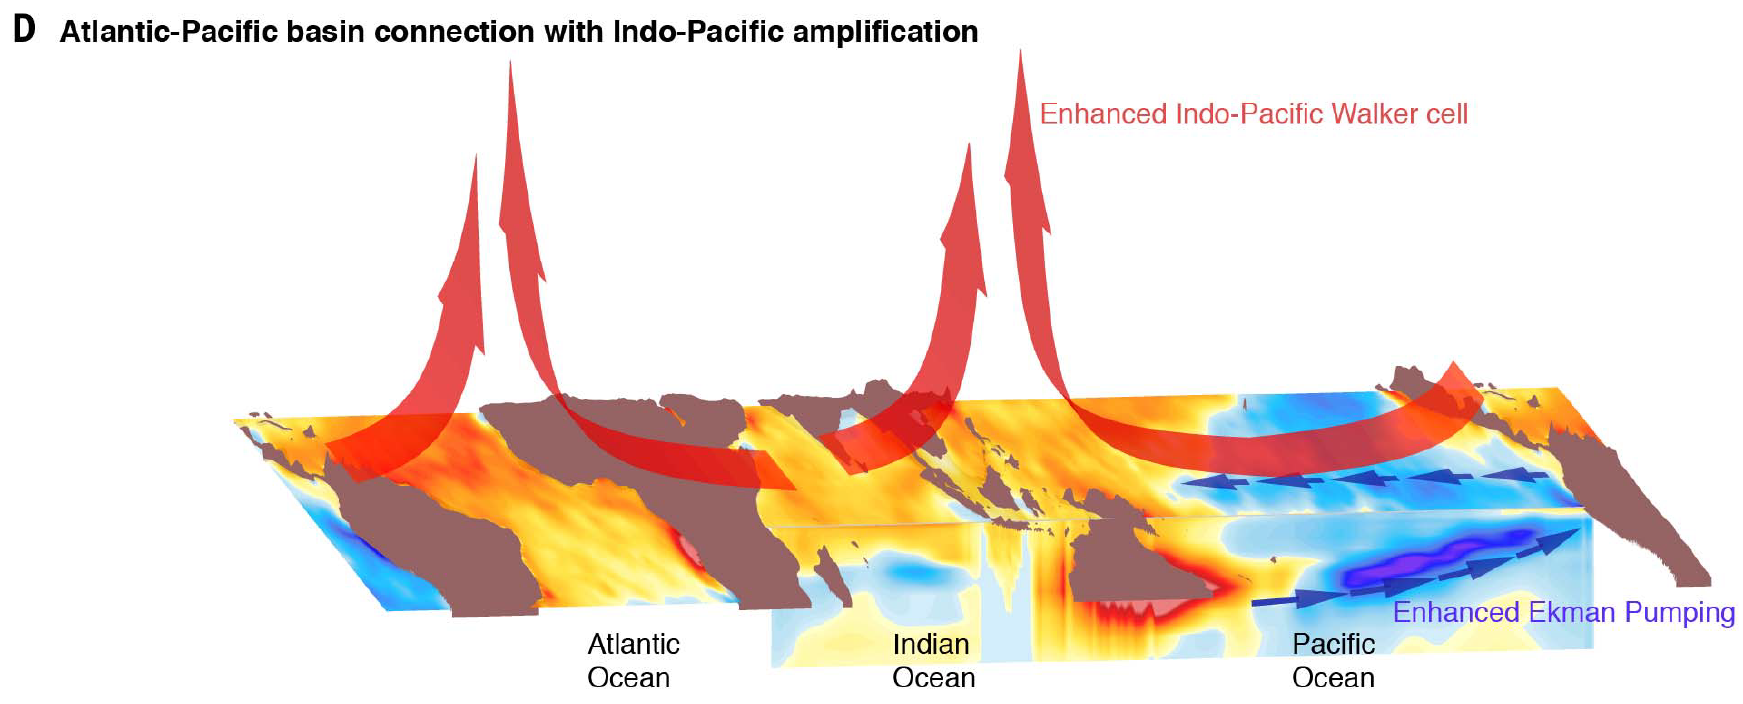 D Atlantic-Pacific basin connection with Indo-Pacific amplification
Enhanced Indo-Pacific Walker cell
Enhanced Ekman Pumping
Atlantic
Ocean
Indian
Ocean
Pacific
Ocean